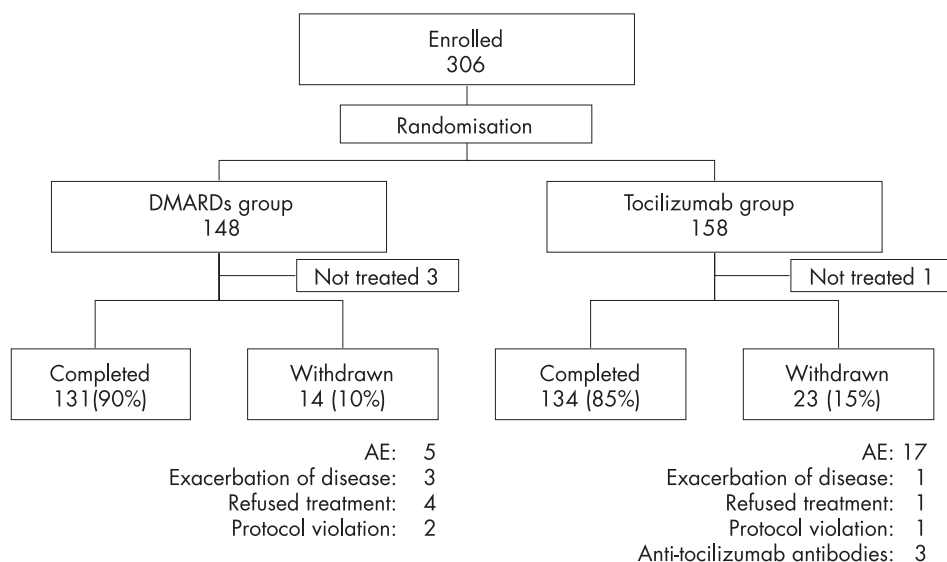 Enrolled
306
Randomisation
DMARDs group
148
Tocilizumab group
158
Not treated 3
Not treated 1
Completed
131(90%)
Withdrawn
14 (10%)
Completed
134 (85%)
Withdrawn
23 (15%)
AE: 5
Exacerbation of disease: 3
Refused treatment: 4
Protocol violation: 2
AE: 17
Exacerbation of disease: 1
Refused treatment: 1
Protocol violation: 1
Anti-tocilizumab antibodies: 3